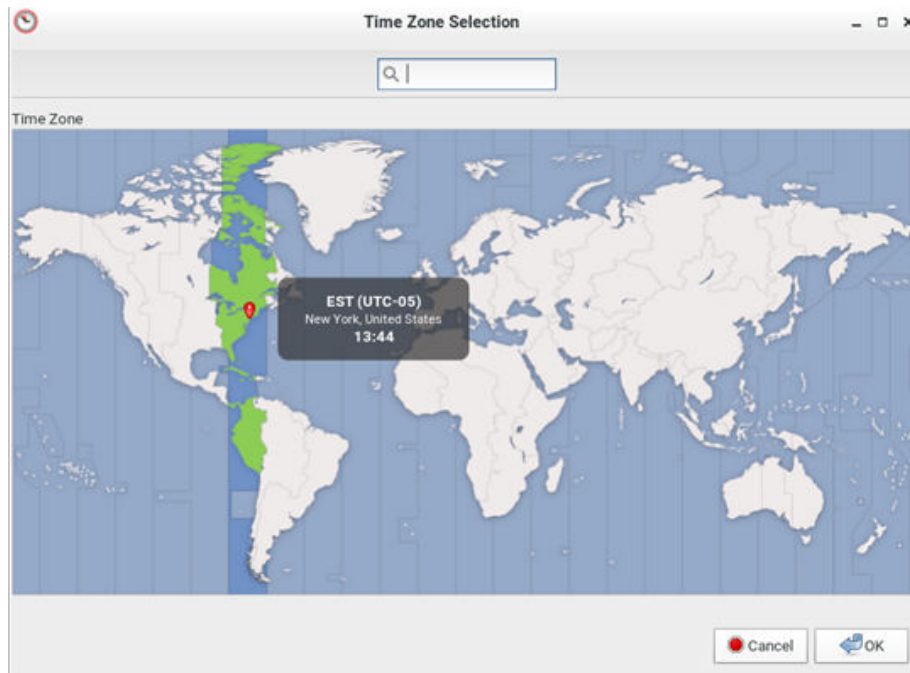 Time Zone Selection
Time Zone
EST (UTC-05)
New York, United States
13:44
Cancel
OK